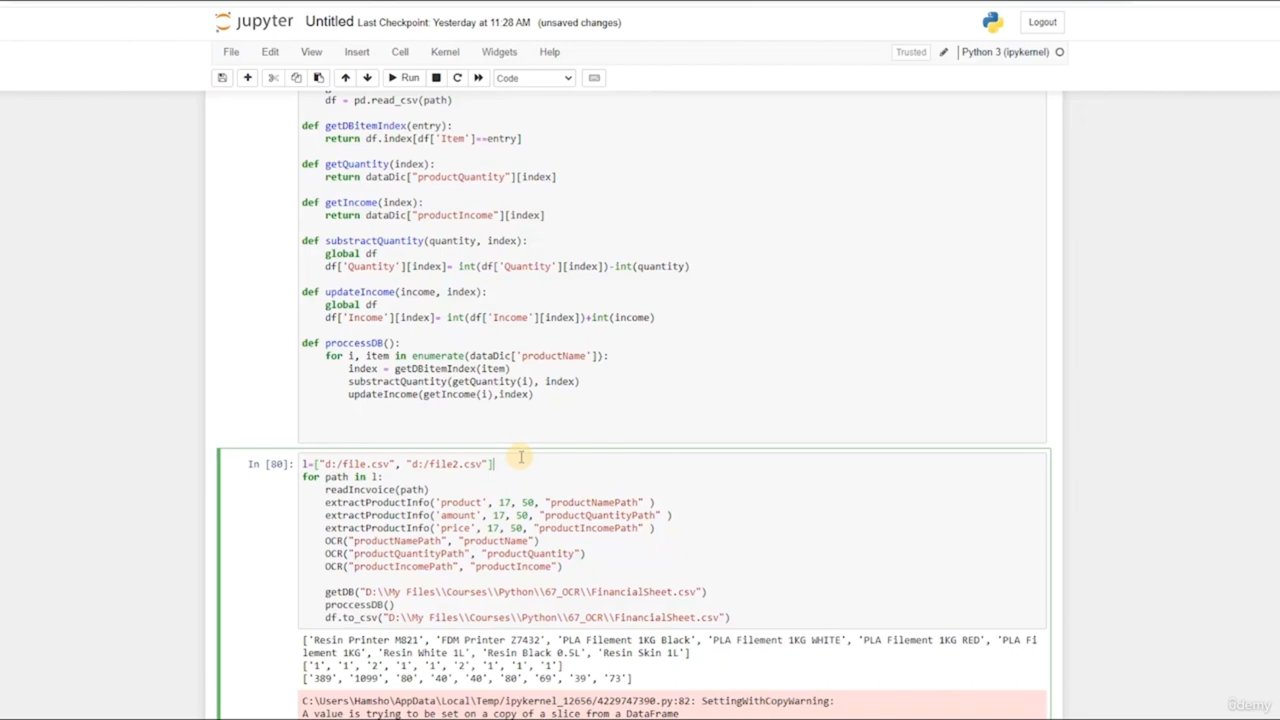 jupyter Untitled Last Checkpoint: Yesterday at 11:28 AM (unsaved changes) Logout
File Edit View Insert Cell Kernel Widgets Help Trusted Python 3 (ipykernel)
Run Code
df = pd.read_csv(path)
def getDBitemIndex(entry):
return df.index[df['Item']==entry]
def getQuantity(index):
return dataDic["productQuantity"][index]
def getIncome(index):
return dataDic["productIncome"][index]
def substractQuantity(quantity, index):
global df
df['Quantity'][index]= int(df['Quantity'][index])-int(quantity)
def updateIncome(income, index):
global df
df['Income'][index]= int(df['Income'][index])+int(income)
def proccessDB():
for i, item in enumerate(dataDic['productName']):
index = getDBitemIndex(item)
substractQuantity(getQuantity(i), index)
updateIncome(getIncome(i),index)
In [80]: l=["d:/file.csv", "d:/file2.csv"]
for path in l:
readIncvoice(path)
extractProductInfo('product', 17, 50, "productNamePath" )
extractProductInfo('amount', 17, 50, "productQuantityPath" )
extractProductInfo('price', 17, 50, "productIncomePath" )
OCR("productNamePath", "productName")
OCR("productQuantityPath", "productQuantity")
OCR("productIncomePath", "productIncome")
getDB("D:\\My Files\\Courses\\Python\\67_OCR\\FinancialSheet.csv")
proccessDB()
df.to_csv("D:\\My Files\\Courses\\Python\\67_OCR\\FinancialSheet.csv")
['Resin Printer M821', 'FDM Printer Z7432', 'PLA Filement 1KG Black', 'PLA Filement 1KG WHITE', 'PLA Filement 1KG RED', 'PLA Fi
lement 1KG', 'Resin White 1L', 'Resin Black 0.5L', 'Resin Skin 1L']
['1', '1', '2', '1', '1', '2', '1', '1', '1']
['389', '1099', '80', '40', '40', '80', '69', '39', '73']
C:\Users\Hamsho\AppData\Local\Temp/ipykernel_12656/4229747390.py:82: SettingWithCopyWarning:
A value is trying to be set on a copy of a slice from a DataFrame
ûdemy